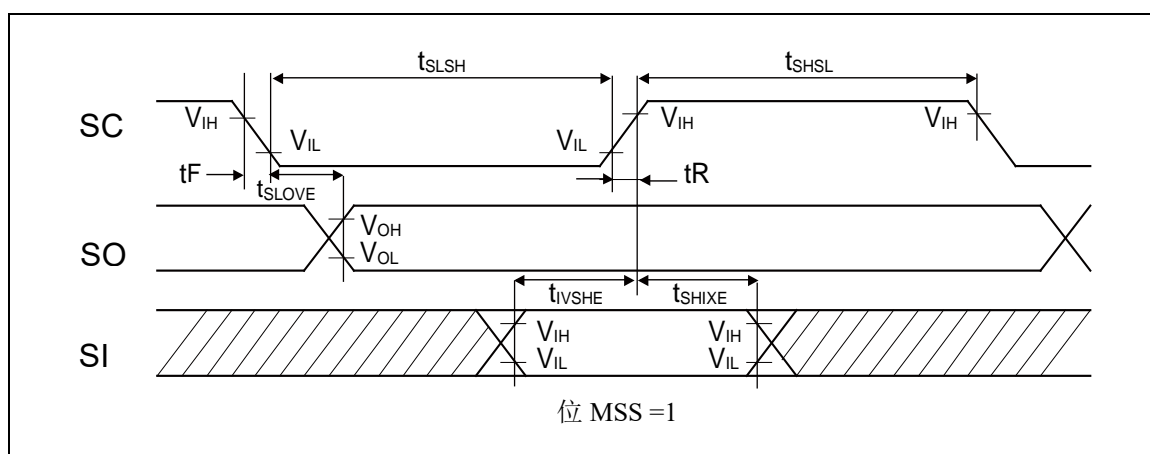 tSLSH tSHSL
SC VIH VIL VIL VIH VIH
tF tSLOVE tR
SO VOH VOL
tIVSHE tSHIXE
SI VIH VIL VIH VIL
位 MSS =1